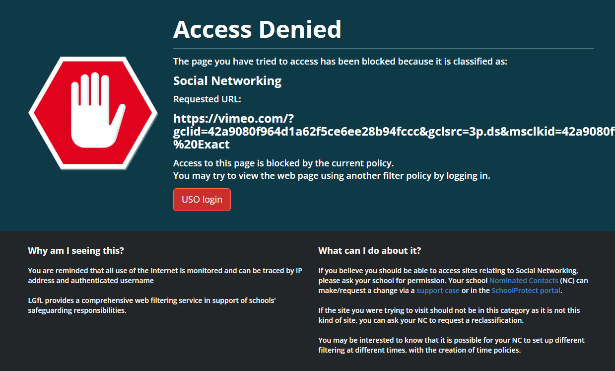 Access Denied
The page you have tried to access has been blocked because it is classified as:
Social Networking
Requested URL:
https://vimeo.com/?
gclid=42a9080f964d1a62f5ce6ee28b94fccc&gclsrc=3p.ds&msclkid=42a9080f
%20Exact
Access to this page is blocked by the current policy.
You may try to view the web page using another filter policy by logging in.
USO login
Why am I seeing this?
You are reminded that all use of the Internet is monitored and can be traced by IP
address and authenticated username
LGfL provides a comprehensive web filtering service in support of schools'
safeguarding responsibilities.
What can I do about it?
If you believe you should be able to access sites relating to Social Networking,
please ask your school for permission. Your school Nominated Contacts (NC) can
make/request a change via a support case or in the SchoolProtect portal.
If the site you were trying to visit should not be in this category as it is not this
kind of site, you can ask your NC to request a reclassification.
You may be interested to know that it is possible for your NC to set up different
filtering at different times, with the creation of time policies.